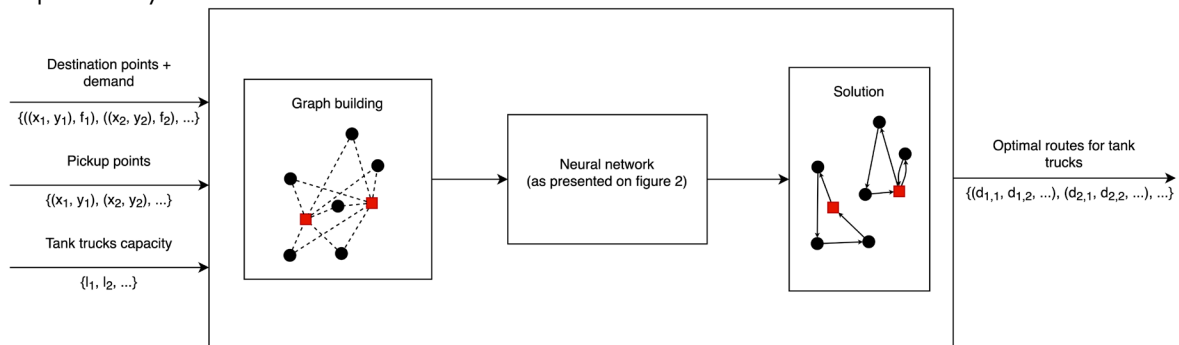 Destination points +
demand
{((x₁, y₁), f₁), ((x₂, y₂), f₂), ...}
Pickup points
{(x₁, y₁), (x₂, y₂), ...}
Tank trucks capacity
{l₁, l₂, ...}
Graph building
Neural network
(as presented on figure 2)
Solution
Optimal routes for tank
trucks
{(d₁,₁, d₁,₂, ...), (d₂,₁, d₂,₂, ...), ...}